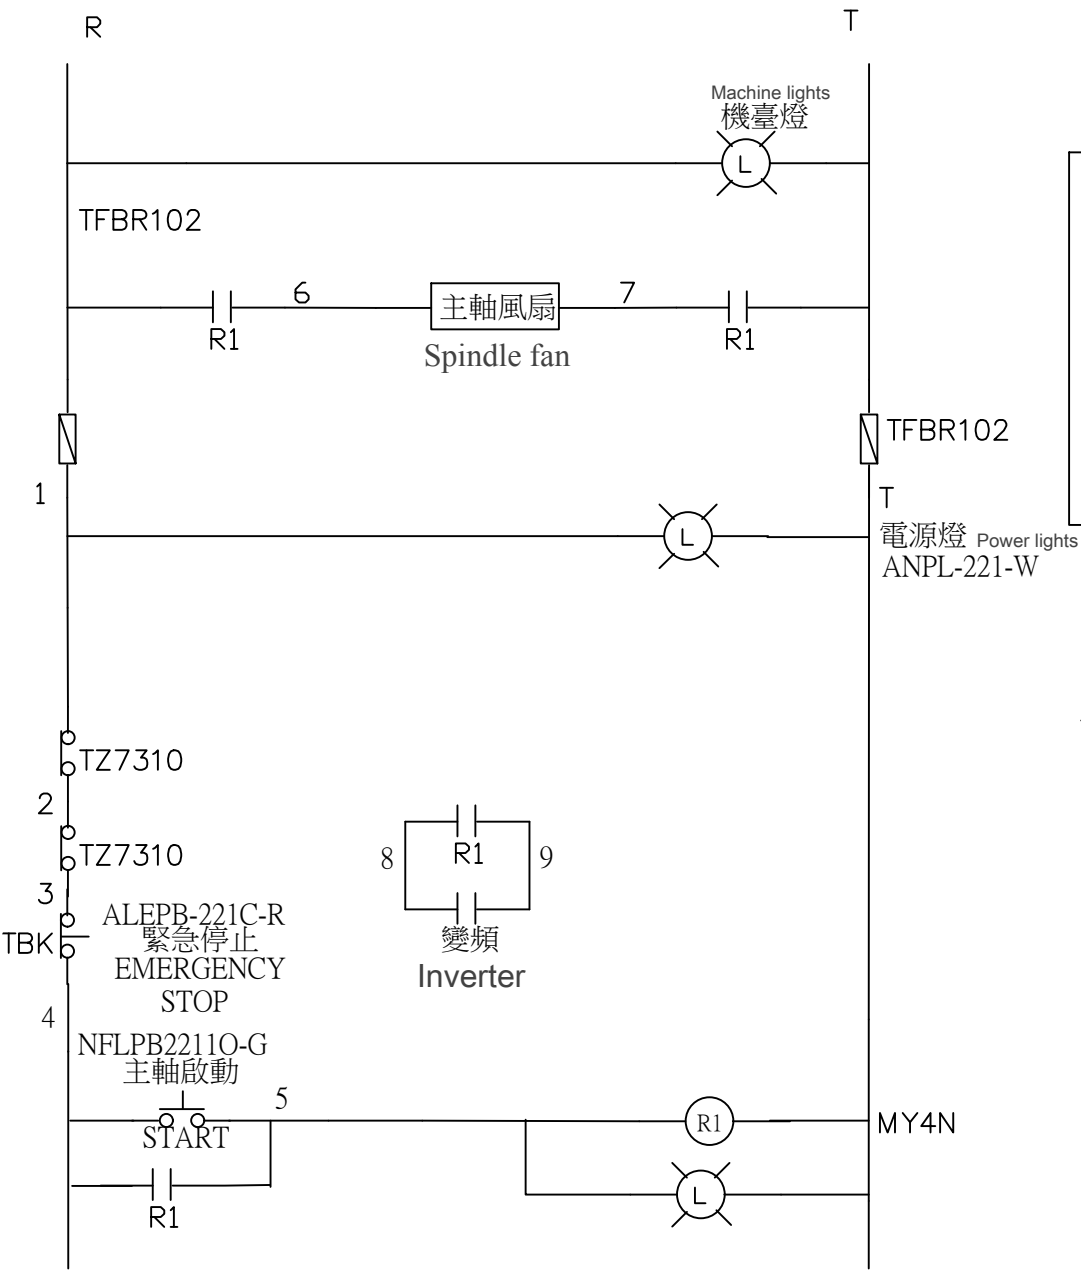 R
T
Machine lights
機臺燈
L
TFBR102
6
主軸風扇
7
R1
R1
Spindle fan
TFBR102
1
T
L
電源燈 Power lights
ANPL-221-W
TZ7310
2
TZ7310
8
R1
9
3
ALEPB-221C-R
TBK
緊急停止
變頻
EMERGENCY
Inverter
STOP
4
NFLPB2211O-G
主軸啟動
5
R1
MY4N
START
L
R1